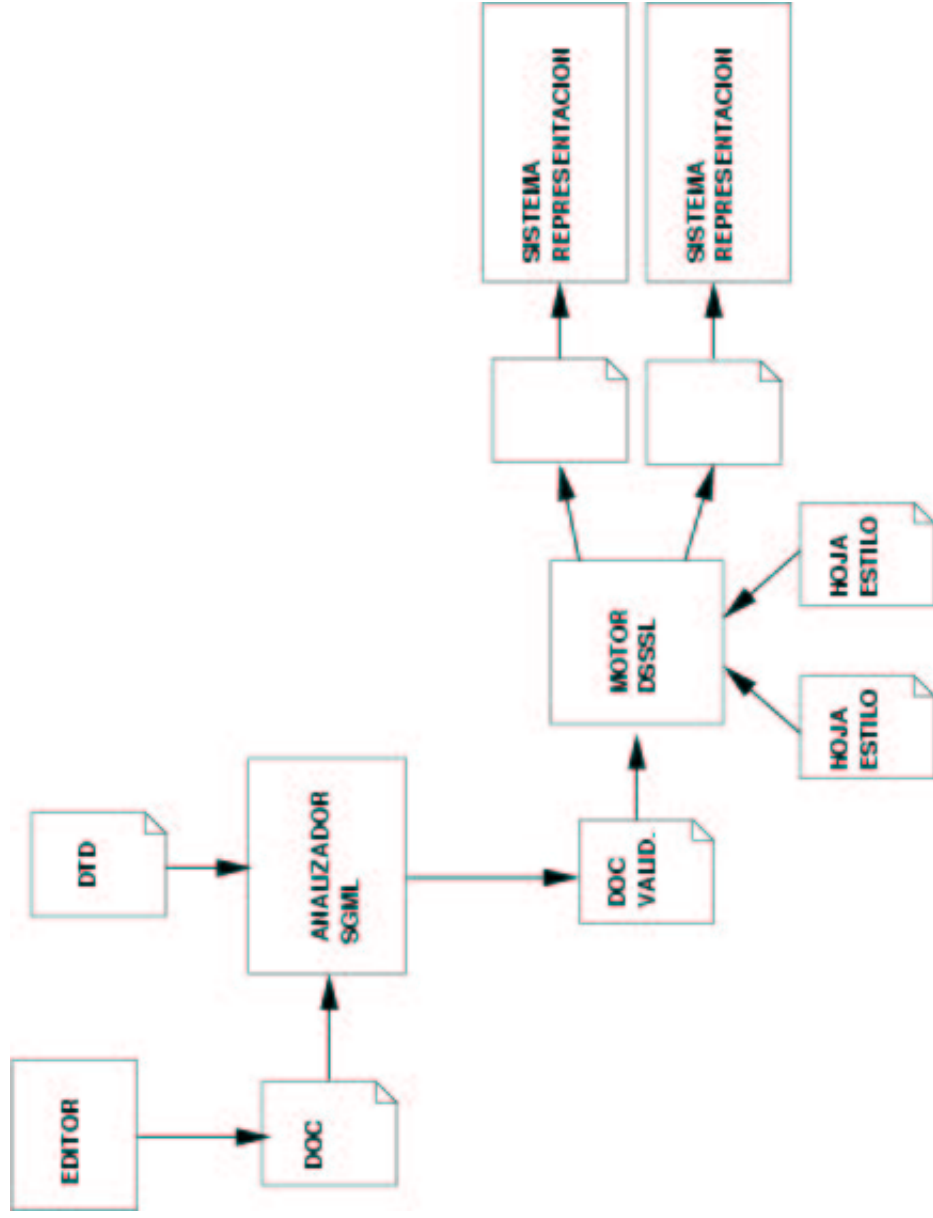 EDITOR
DTD
DOC
ANALIZADOR
SGML
DOC
VALID.
MOTOR
DSSSL
HOJA
ESTILO
HOJA
ESTILO
SISTEMA
REPRESENTACION
SISTEMA
REPRESENTACION